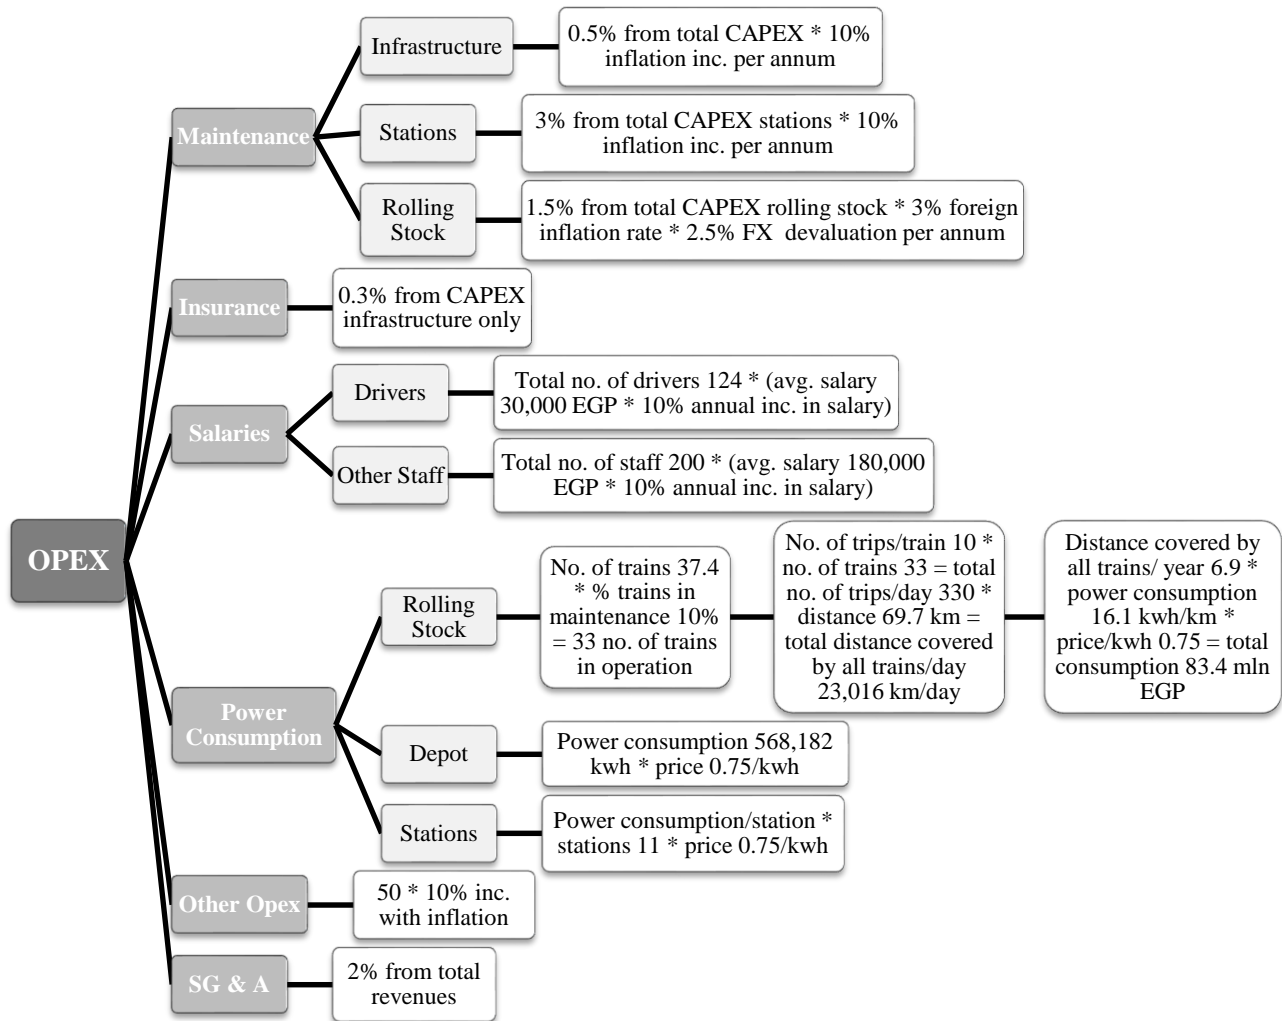 OPEX
Maintenance
Infrastructure
0.5% from total CAPEX * 10%
inflation inc. per annum
Stations
3% from total CAPEX stations * 10%
inflation inc. per annum
Rolling
Stock
1.5% from total CAPEX rolling stock * 3% foreign
inflation rate * 2.5% FX devaluation per annum
Insurance
0.3% from CAPEX
infrastructure only
Salaries
Drivers
Total no. of drivers 124 * (avg. salary
30,000 EGP * 10% annual inc. in salary)
Other Staff
Total no. of staff 200 * (avg. salary 180,000
EGP * 10% annual inc. in salary)
Power
Consumption
Rolling
Stock
No. of trains 37.4
* % trains in
maintenance 10%
= 33 no. of trains
in operation
No. of trips/train 10 *
no. of trains 33 = total
no. of trips/day 330 *
distance 69.7 km =
total distance covered
by all trains/day
23,016 km/day
Distance covered by
all trains/ year 6.9 *
power consumption
16.1 kwh/km *
price/kwh 0.75 = total
consumption 83.4 mln
EGP
Depot
Power consumption 568,182
kwh * price 0.75/kwh
Stations
Power consumption/station *
stations 11 * price 0.75/kwh
Other Opex
50 * 10% inc.
with inflation
SG & A
2% from total
revenues